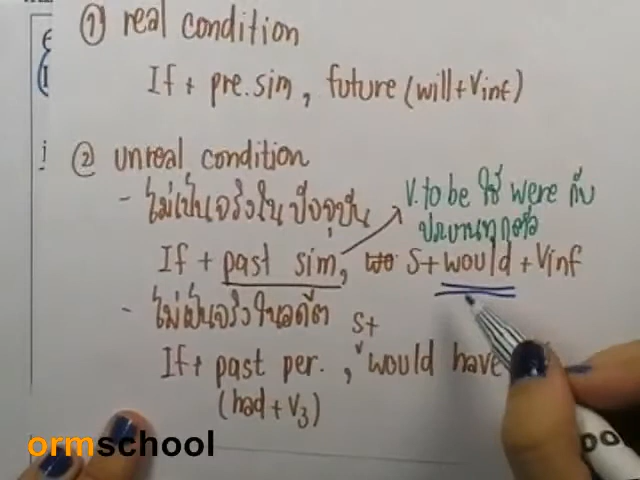 ① real condition
If + pre.sim, future (will+Vinf)
② unreal condition
- ไม่เป็นจริงใน ปัจจุบัน
V. to be ใช้ were กับ
ประธานทุกตัว
If + past sim, S+ would + Vinf
- ไม่เป็นจริงในอดีต
S+
If + past per. , would have
(had + V3)
ormschool